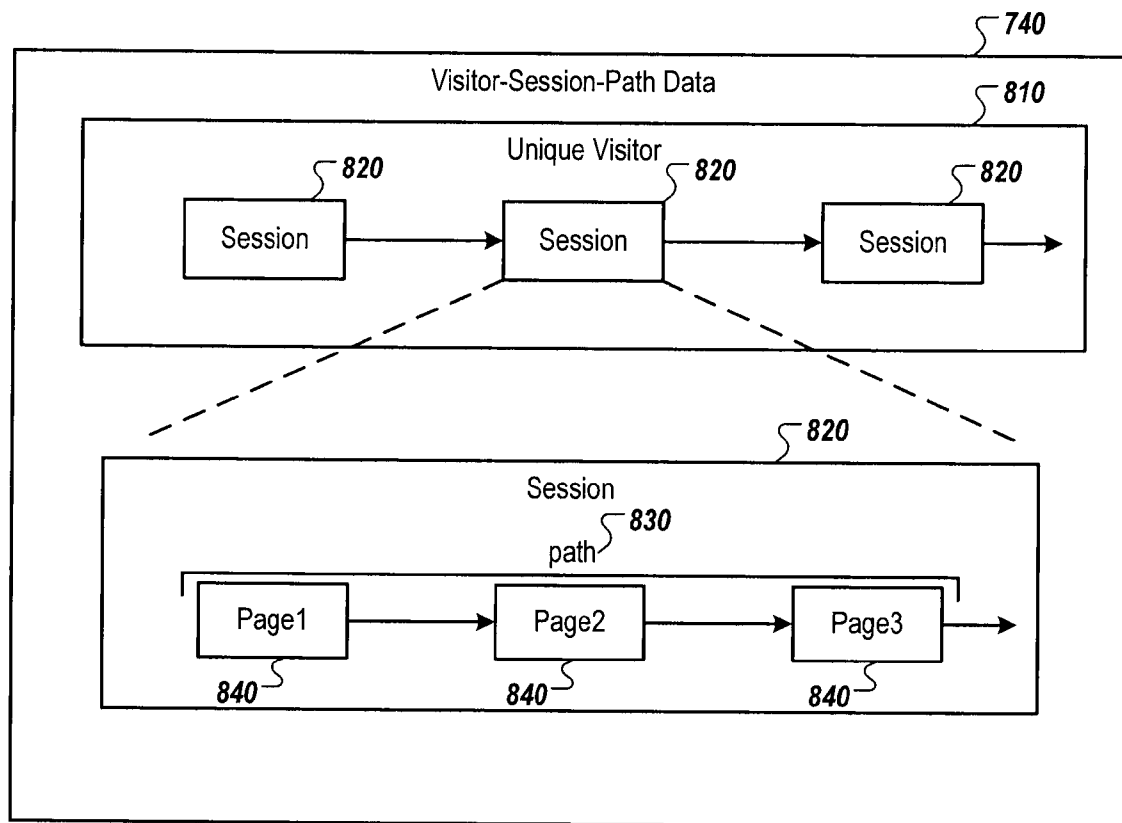 740
Visitor-Session-Path Data
810
Unique Visitor
820 820 820
Session Session Session
820
Session
830
path
Page1 Page2 Page3
840 840 840